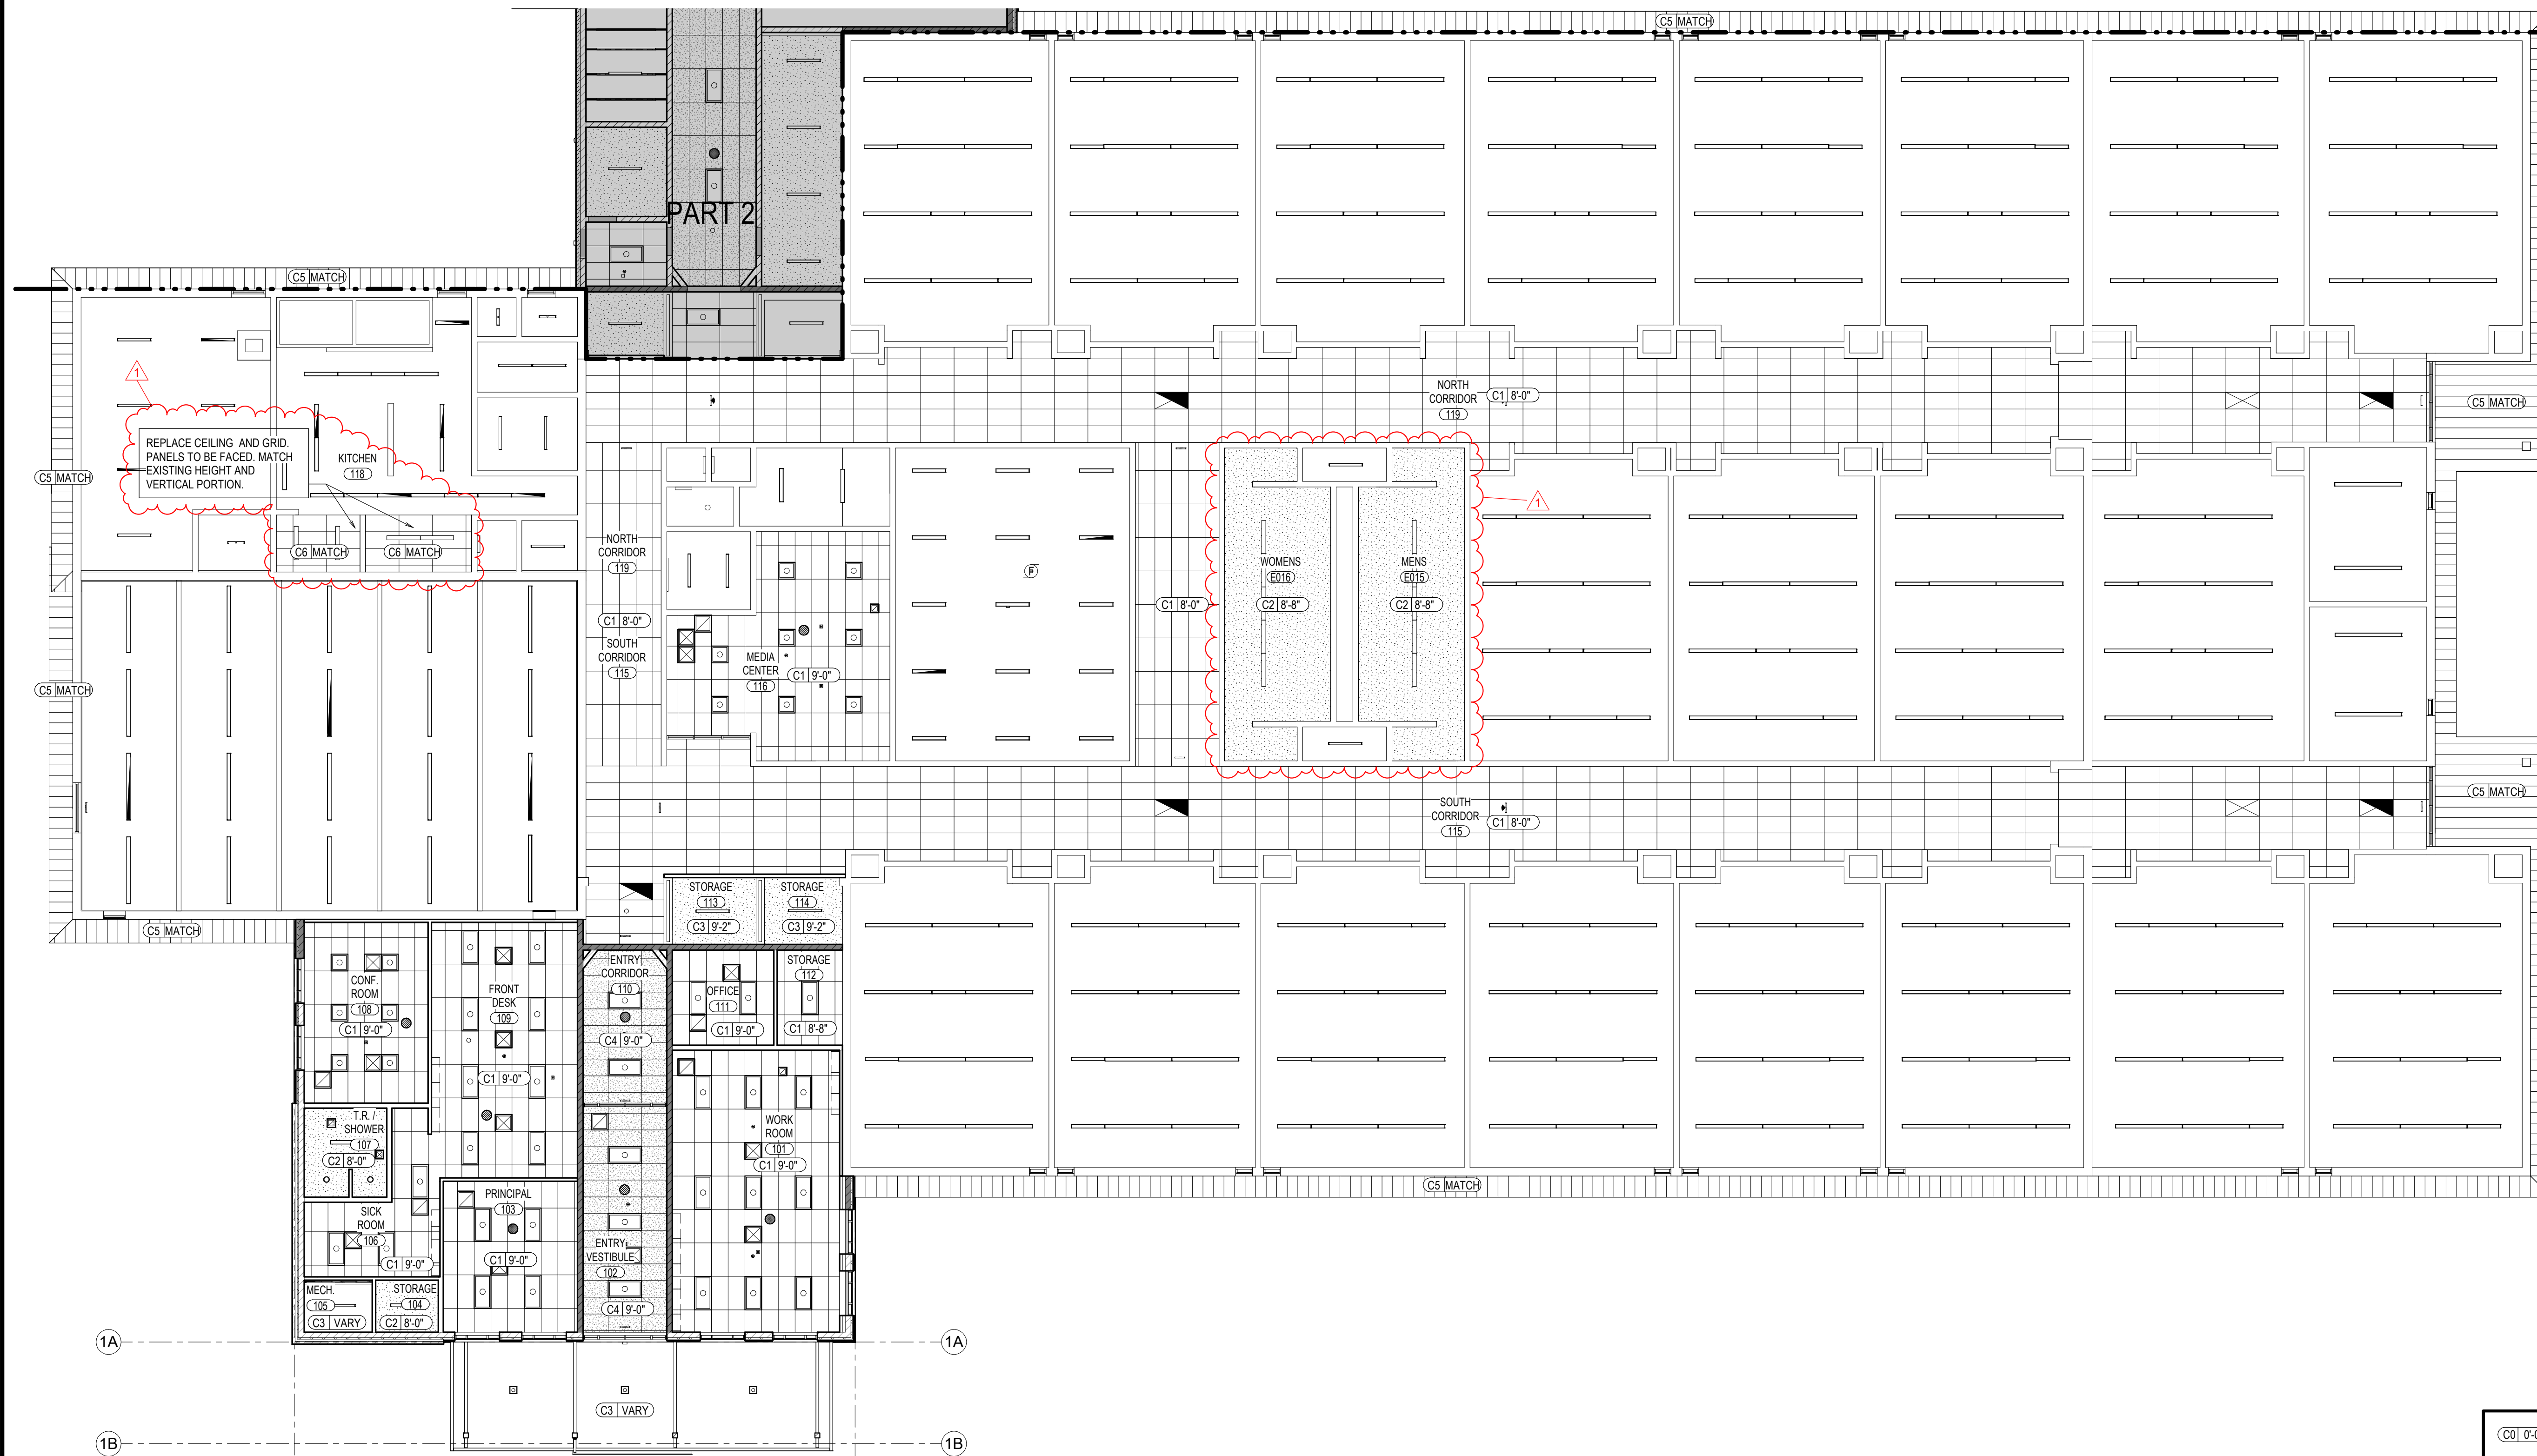 C5 MATCH
PART 2
C5 MATCH
1
REPLACE CEILING AND GRID.
PANELS TO BE FACED. MATCH
EXISTING HEIGHT AND
VERTICAL PORTION.
KITCHEN
118
C6 MATCH
C6 MATCH
C5 MATCH
C5 MATCH
C5 MATCH
NORTH
CORRIDOR
119
C1 8'-0"
C5 MATCH
NORTH
CORRIDOR
119
C1 8'-0"
SOUTH
CORRIDOR
115
MEDIA
CENTER
116
C1 9'-0"
F
C1 8'-0"
WOMENS
E016
C2 8'-8"
MENS
E015
C2 8'-8"
1
SOUTH
CORRIDOR
115
C1 8'-0"
C5 MATCH
STORAGE
113
C3 9'-2"
STORAGE
114
C3 9'-2"
CONF.
ROOM
108
C1 9'-0"
FRONT
DESK
109
C1 9'-0"
ENTRY
CORRIDOR
110
C4 9'-0"
OFFICE
111
C1 9'-0"
STORAGE
112
C1 8'-8"
T.R. /
SHOWER
107
C2 8'-0"
WORK
ROOM
101
C1 9'-0"
C5 MATCH
SICK
ROOM
106
C1 9'-0"
PRINCIPAL
103
C1 9'-0"
ENTRY
VESTIBULE
102
C4 9'-0"
MECH.
105
C3 VARY
STORAGE
104
C2 8'-0"
1A
1A
C3 VARY
1B
1B
C0